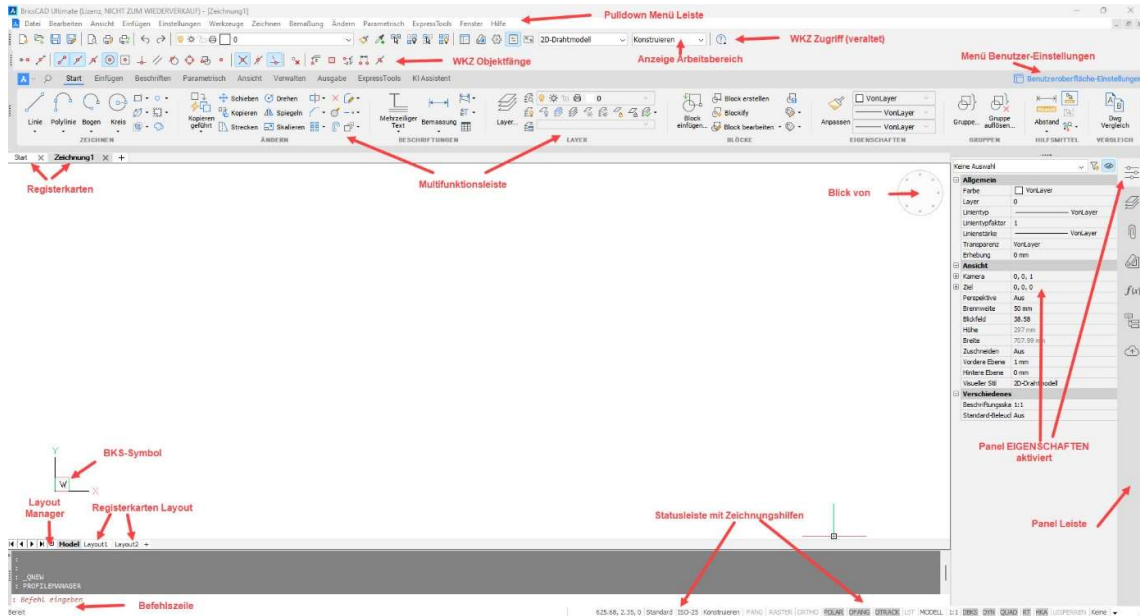 BricsCAD Ultimate (Lizenz, NICHT ZUM WIEDERVERKAUF) - [Zeichnung1]
Datei Bearbeiten Ansicht Einfügen Einstellungen Werkzeuge Zeichnen Bemaßung Ändern Parametrisch ExpressTools Fenster Hilfe
Pulldown Menü Leiste
0 2D-Drahtmodell Konstruieren
WKZ Zugriff (veraltet)
WKZ Objektfänge
Anzeige Arbeitsbereich
Menü Benutzer-Einstellungen
Start Einfügen Beschriften Parametrisch Ansicht Verwalten Ausgabe ExpressTools KI Assistent
Benutzeroberfläche-Einstellungen
Linie Polylinie Bogen Kreis
Kopieren geführt
Schieben Drehen
Kopieren Spiegeln
Strecken Skalieren
Mehrzeiliger Text
Bemassung
Layer...
0
Block einfügen...
Block erstellen
Blockify
Block bearbeiten
Anpassen
VonLayer
VonLayer
VonLayer
Gruppe...
Gruppe auflösen...
Abstand
Dwg Vergleich
ZEICHNEN ÄNDERN BESCHRIFTUNGEN LAYER BLÖCKE EIGENSCHAFTEN GRUPPEN HILFSMITTEL VERGLEICH
Start Zeichnung1 +
Registerkarten
Multifunktionsleiste
Blick von
Keine Auswahl
Allgemein
Farbe VonLayer
Layer 0
Linientyp VonLayer
Linientypfaktor 1
Linienstärke VonLayer
Transparenz VonLayer
Erhebung 0 mm
Ansicht
Kamera 0, 0, 1
Ziel 0, 0, 0
Perspektive Aus
Brennweite 50 mm
Blickfeld 38.58
Höhe 297 mm
Breite 707.99 mm
Zuschneiden Aus
Vordere Ebene 1 mm
Hintere Ebene 0 mm
Visueller Stil 2D-Drahtmodell
Verschiedenes
Beschriftungsska 1:1
Standard-Beleucl Aus
f(x)
Panel EIGENSCHAFTEN
aktiviert
Panel Leiste
Y
BKS-Symbol
W
X
Layout
Manager
Registerkarten Layout
Statusleiste mit Zeichnungshilfen
Model Layout1 Layout2 +
:
:
: _QNEW
: PROFILEMANAGER
: Befehl eingeben
Befehlszeile
Bereit
625.68, 2.35, 0 Standard ISO-25 Konstruieren FANG RASTER ORTHO POLAR OFANG OTRACK LST MODELL 1:1 DBKS DYN QUAD RT HKA Keine